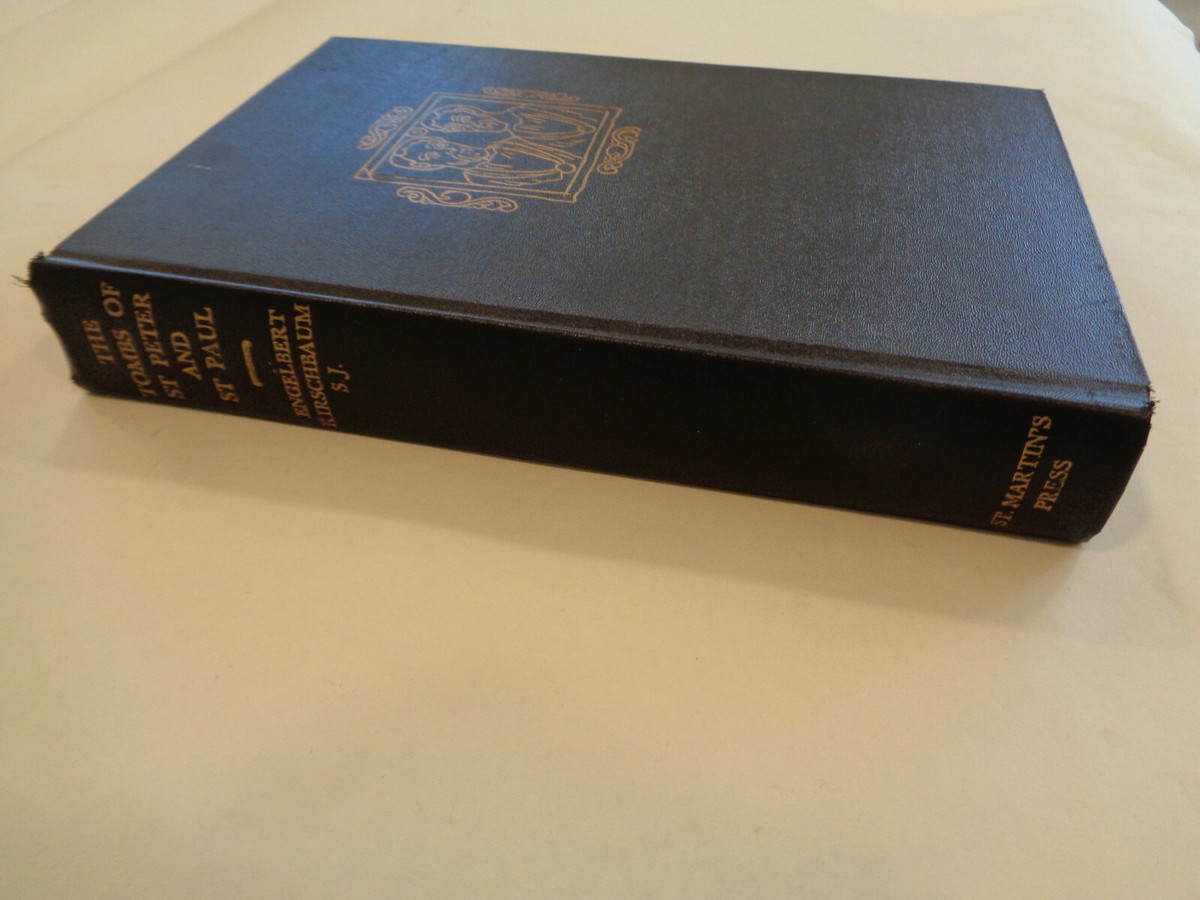 THE
TOMBS OF
ST PETER
AND
ST PAUL
ENGELBERT
KIRSCHBAUM
S.J.
ST. MARTIN'S
PRESS